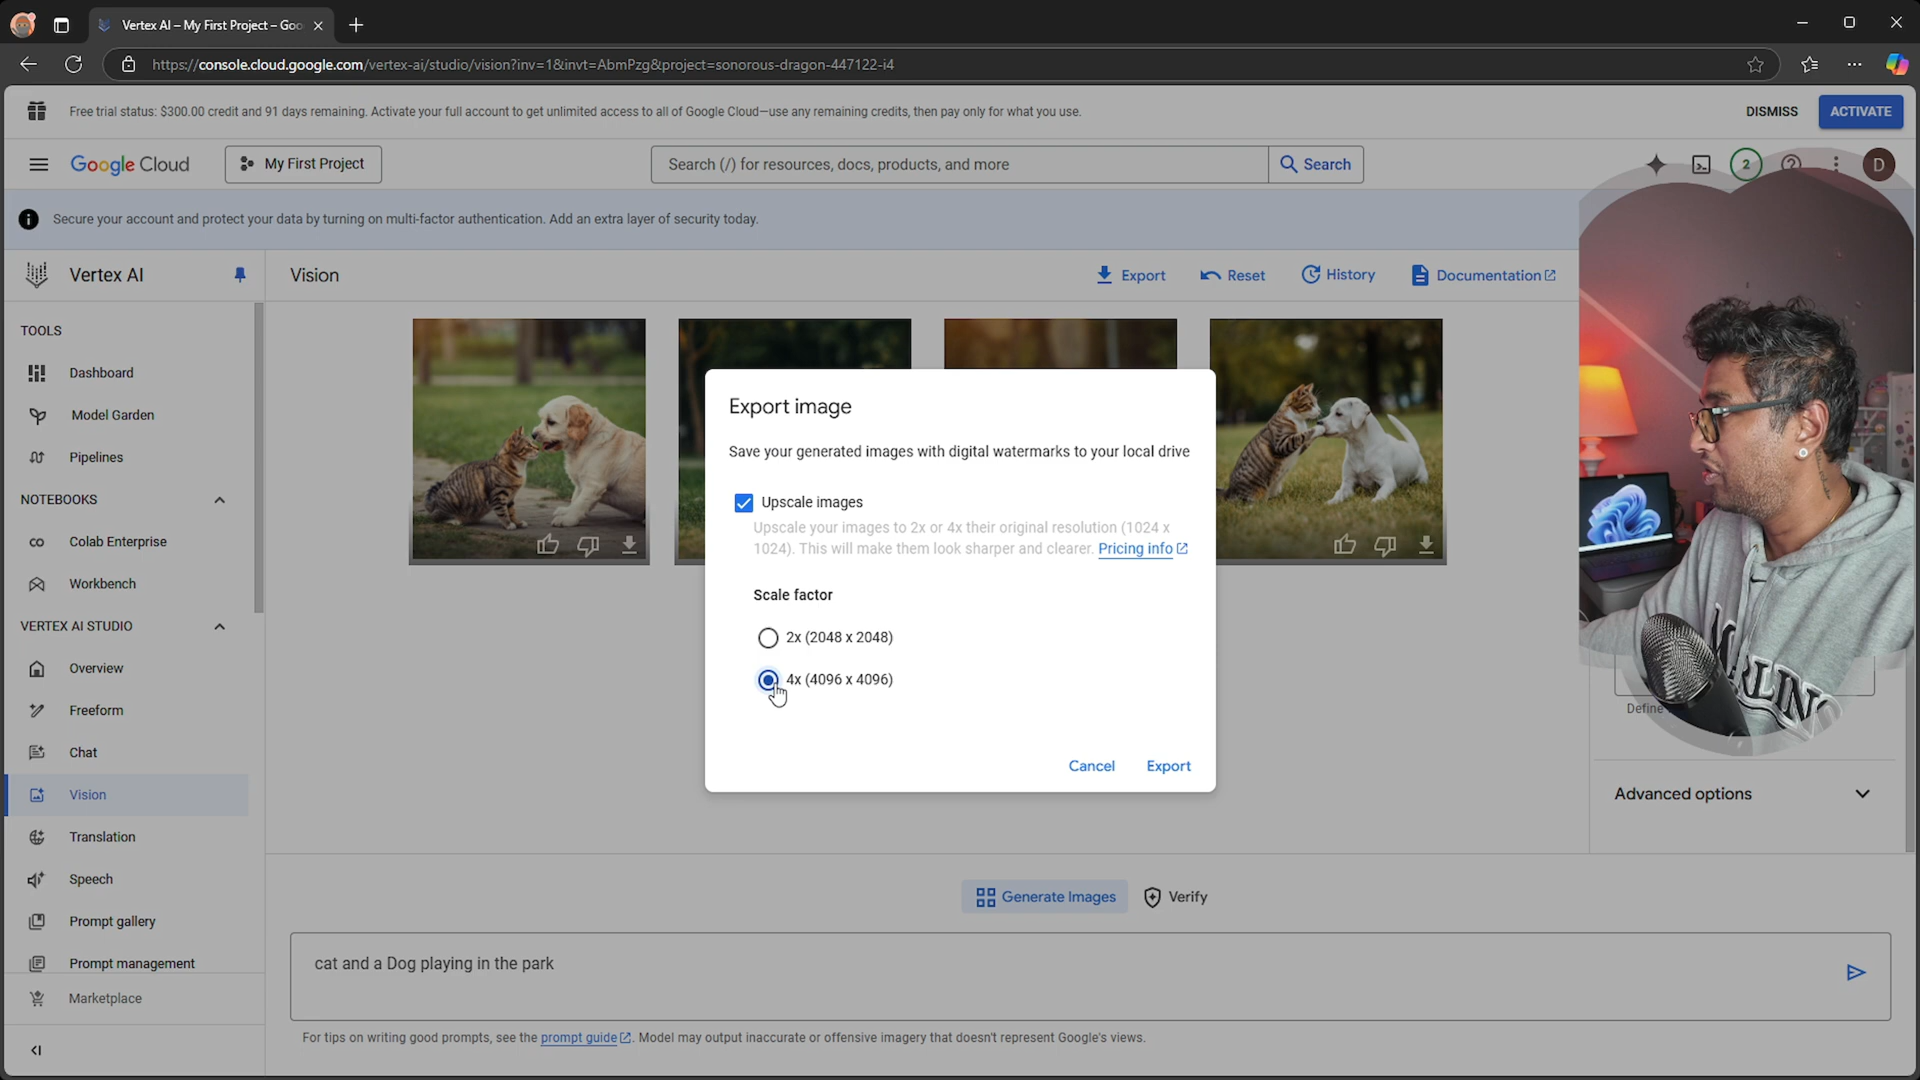 Vertex AI – My First Project – Goo
https://console.cloud.google.com/vertex-ai/studio/vision?inv=1&invt=AbmPzg&project=sonorous-dragon-447122-i4
Free trial status: $300.00 credit and 91 days remaining. Activate your full account to get unlimited access to all of Google Cloud—use any remaining credits, then pay only for what you use.
DISMISS
ACTIVATE
Google Cloud
My First Project
Search (/) for resources, docs, products, and more
Search
2
D
Secure your account and protect your data by turning on multi-factor authentication. Add an extra layer of security today.
Vertex AI
Vision
Export
Reset
History
Documentation
TOOLS
Dashboard
Model Garden
Pipelines
NOTEBOOKS
Colab Enterprise
Workbench
VERTEX AI STUDIO
Overview
Freeform
Chat
Vision
Translation
Speech
Prompt gallery
Prompt management
Marketplace
Export image
Save your generated images with digital watermarks to your local drive
Upscale images
Upscale your images to 2x or 4x their original resolution (1024 x
1024). This will make them look sharper and clearer. Pricing info
Scale factor
2x (2048 x 2048)
4x (4096 x 4096)
Cancel
Export
Define
Advanced options
Generate Images
Verify
cat and a Dog playing in the park
For tips on writing good prompts, see the prompt guide. Model may output inaccurate or offensive imagery that doesn't represent Google's views.